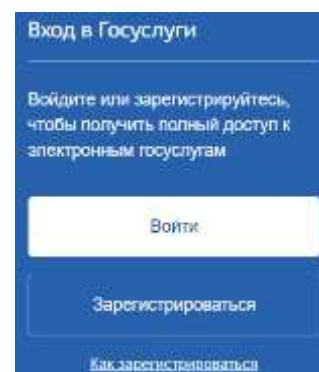 Вход в Госуслуги
Войдите или зарегистрируйтесь,
чтобы получить полный доступ к
электронным госуслугам
Войти
Зарегистрироваться
Как зарегистрироваться